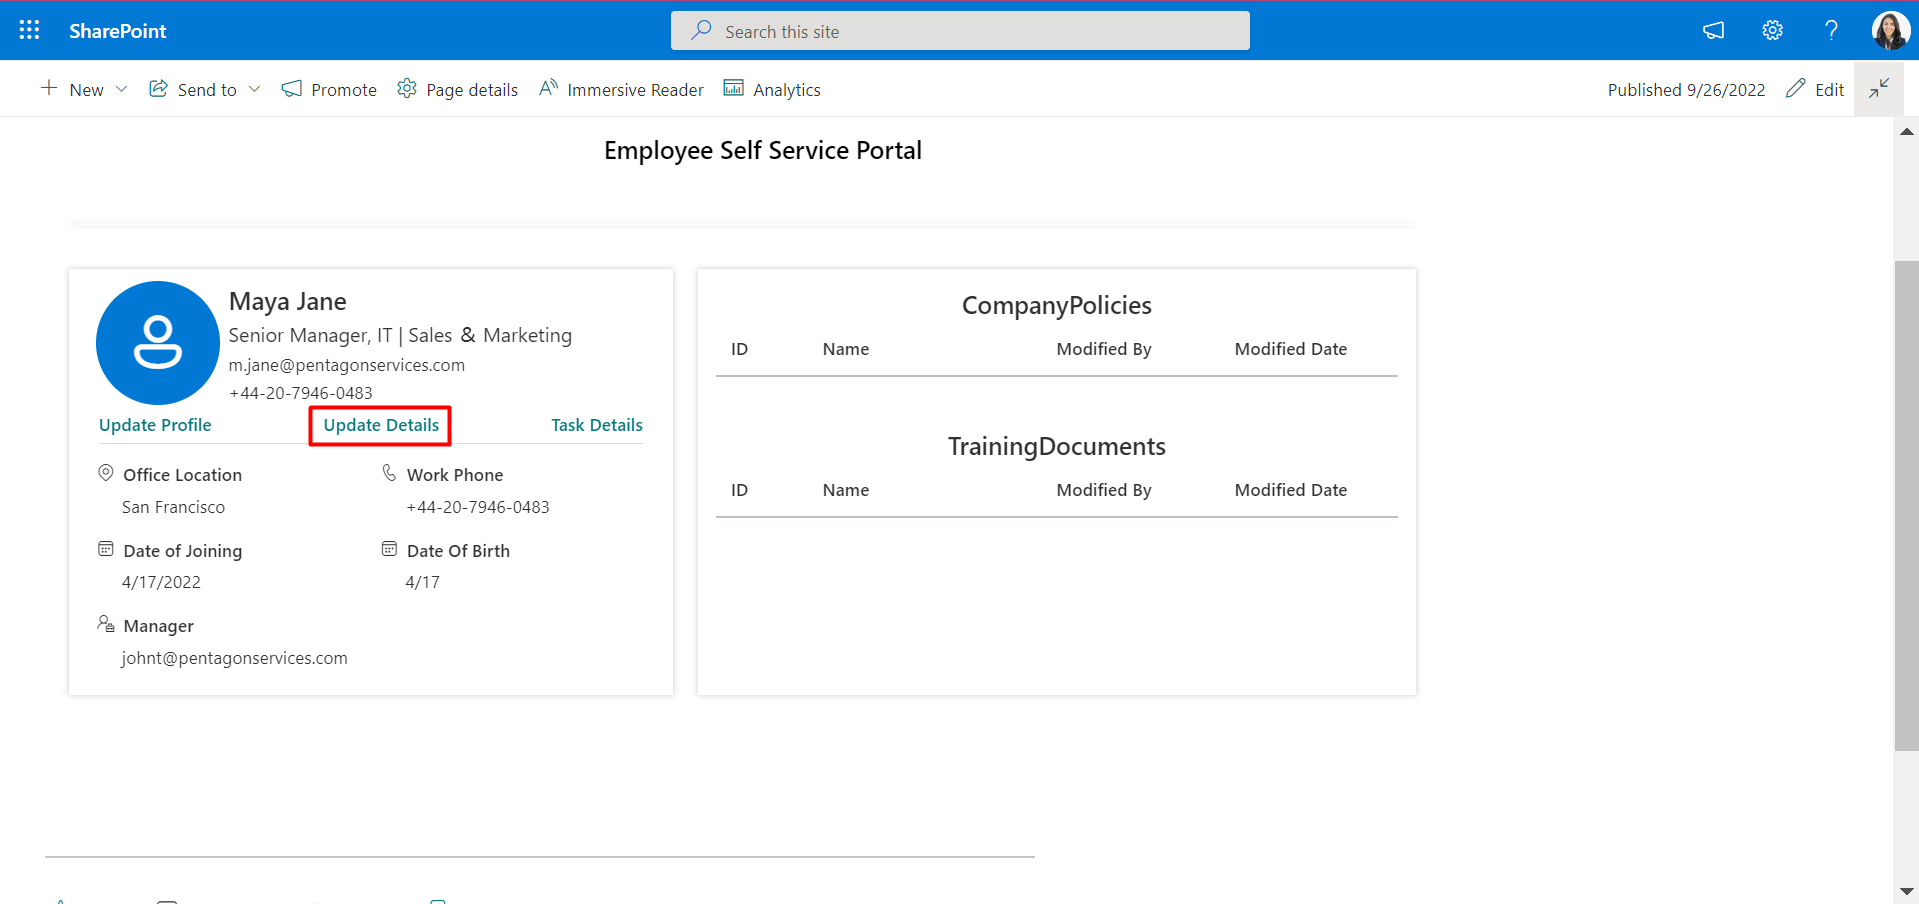 SharePoint
Search this site
?
New
Send to
Promote
Page details
Immersive Reader
Analytics
Published 9/26/2022
Edit
Employee Self Service Portal
Maya Jane
Senior Manager, IT | Sales & Marketing
m.jane@pentagonservices.com
+44-20-7946-0483
Update Profile
Update Details
Task Details
Office Location
San Francisco
Work Phone
+44-20-7946-0483
Date of Joining
4/17/2022
Date Of Birth
4/17
Manager
johnt@pentagonservices.com
CompanyPolicies
ID Name Modified By Modified Date
TrainingDocuments
ID Name Modified By Modified Date